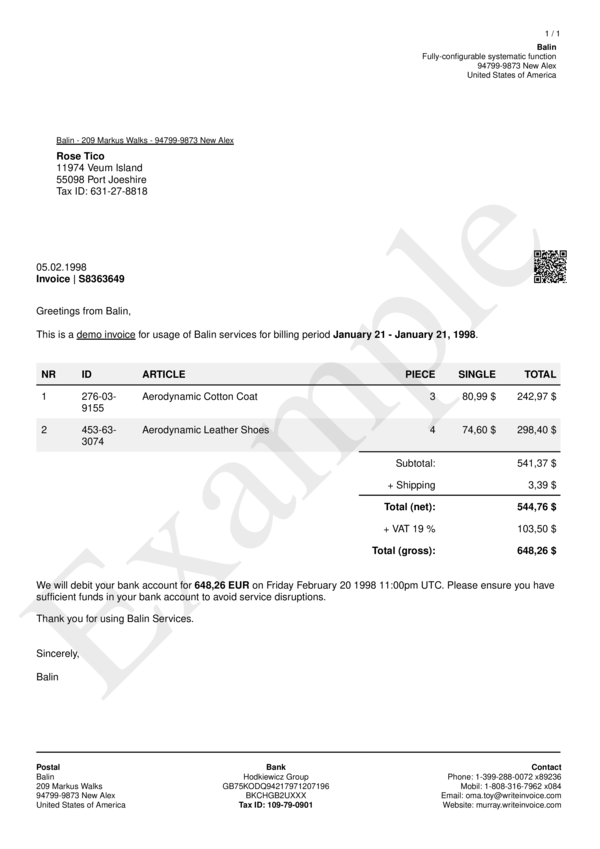 1 / 1
Balin
Fully-configurable systematic function
94799-9873 New Alex
United States of America
Balin - 209 Markus Walks - 94799-9873 New Alex
Rose Tico
11974 Veum Island
55098 Port Joeshire
Tax ID: 631-27-8818
05.02.1998
Invoice | S8363649
Greetings from Balin,
This is a demo invoice for usage of Balin services for billing period January 21 - January 21, 1998.
NR ID ARTICLE PIECE SINGLE TOTAL
1 276-03- Aerodynamic Cotton Coat 3 80,99 $ 242,97 $
9155
2 453-63- Aerodynamic Leather Shoes 4 74,60 $ 298,40 $
3074
Subtotal: 541,37 $
+ Shipping 3,39 $
Total (net): 544,76 $
+ VAT 19 % 103,50 $
Total (gross): 648,26 $
We will debit your bank account for 648,26 EUR on Friday February 20 1998 11:00pm UTC. Please ensure you have
sufficient funds in your bank account to avoid service disruptions.
Thank you for using Balin Services.
Sincerely,
Balin
Example
Postal
Balin
209 Markus Walks
94799-9873 New Alex
United States of America
Bank
Hodkiewicz Group
GB75KODQ94217971207196
BKCHGB2UXXX
Tax ID: 109-79-0901
Contact
Phone: 1-399-288-0072 x89236
Mobil: 1-808-316-7962 x084
Email: oma.toy@writeinvoice.com
Website: murray.writeinvoice.com